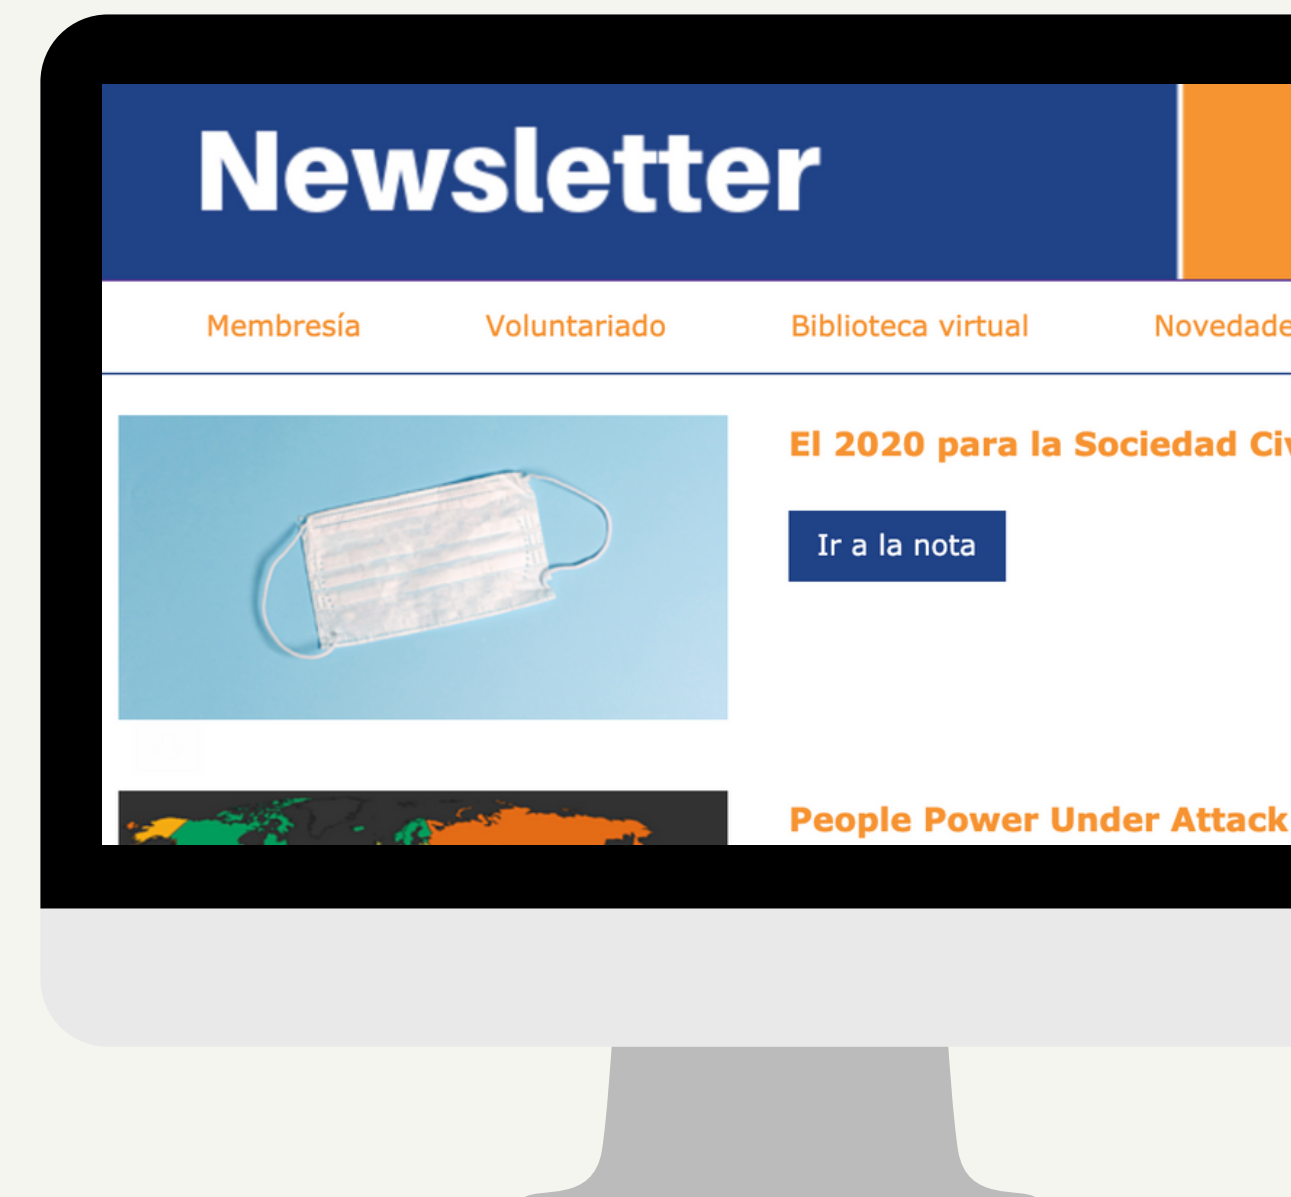 Newsletter
Membresía Voluntariado Biblioteca virtual Novedade
El 2020 para la Sociedad Civ
Ir a la nota
People Power Under Attack